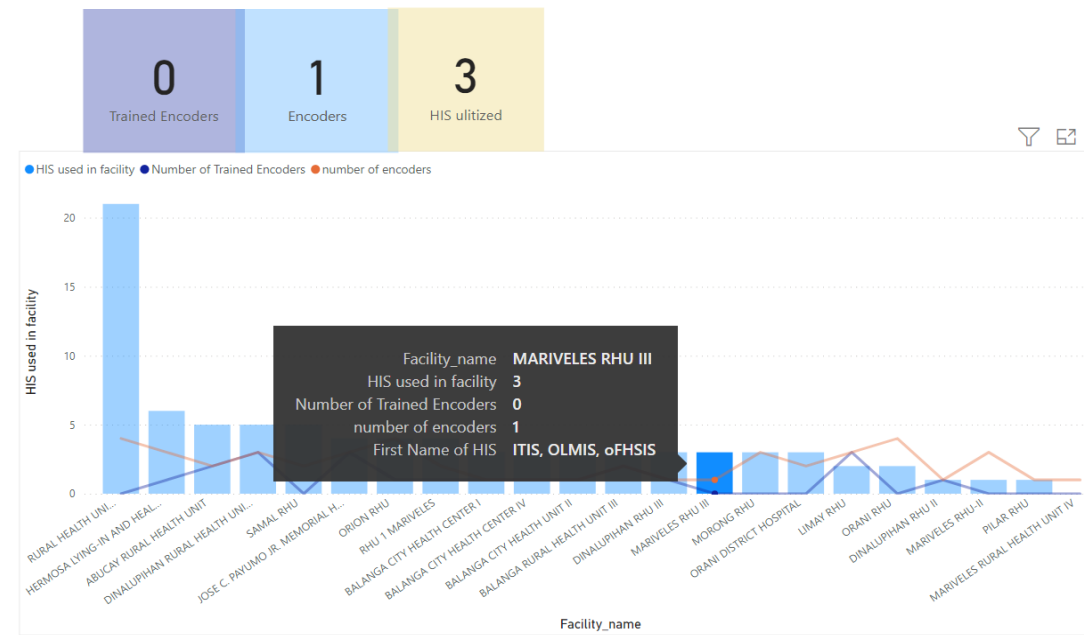 0
Trained Encoders
1
Encoders
3
HIS ulitized
HIS used in facility
Number of Trained Encoders
number of encoders
HIS used in facility
20
15
10
5
0
Facility_name MARIVELES RHU III
HIS used in facility 3
Number of Trained Encoders 0
number of encoders 1
First Name of HIS ITIS, OLMIS, oFHSIS
RURAL HEALTH UNI...
HERMOSA LYING-IN AND HEAL...
ABUCAY RURAL HEALTH UNIT
DINALUPIHAN RURAL HEALTH UNI...
SAMAL RHU
JOSE C. PAYUMO JR. MEMORIAL H...
ORION RHU
RHU 1 MARIVELES
BALANGA CITY HEALTH CENTER I
BALANGA CITY HEALTH CENTER IV
BALANGA CITY HEALTH UNIT II
BALANGA RURAL HEALTH UNIT III
DINALUPIHAN RHU III
MARIVELES RHU III
MORONG RHU
ORANI DISTRICT HOSPITAL
LIMAY RHU
ORANI RHU
DINALUPIHAN RHU II
MARIVELES RHU-II
PILAR RHU
MARIVELES RURAL HEALTH UNIT IV
Facility_name